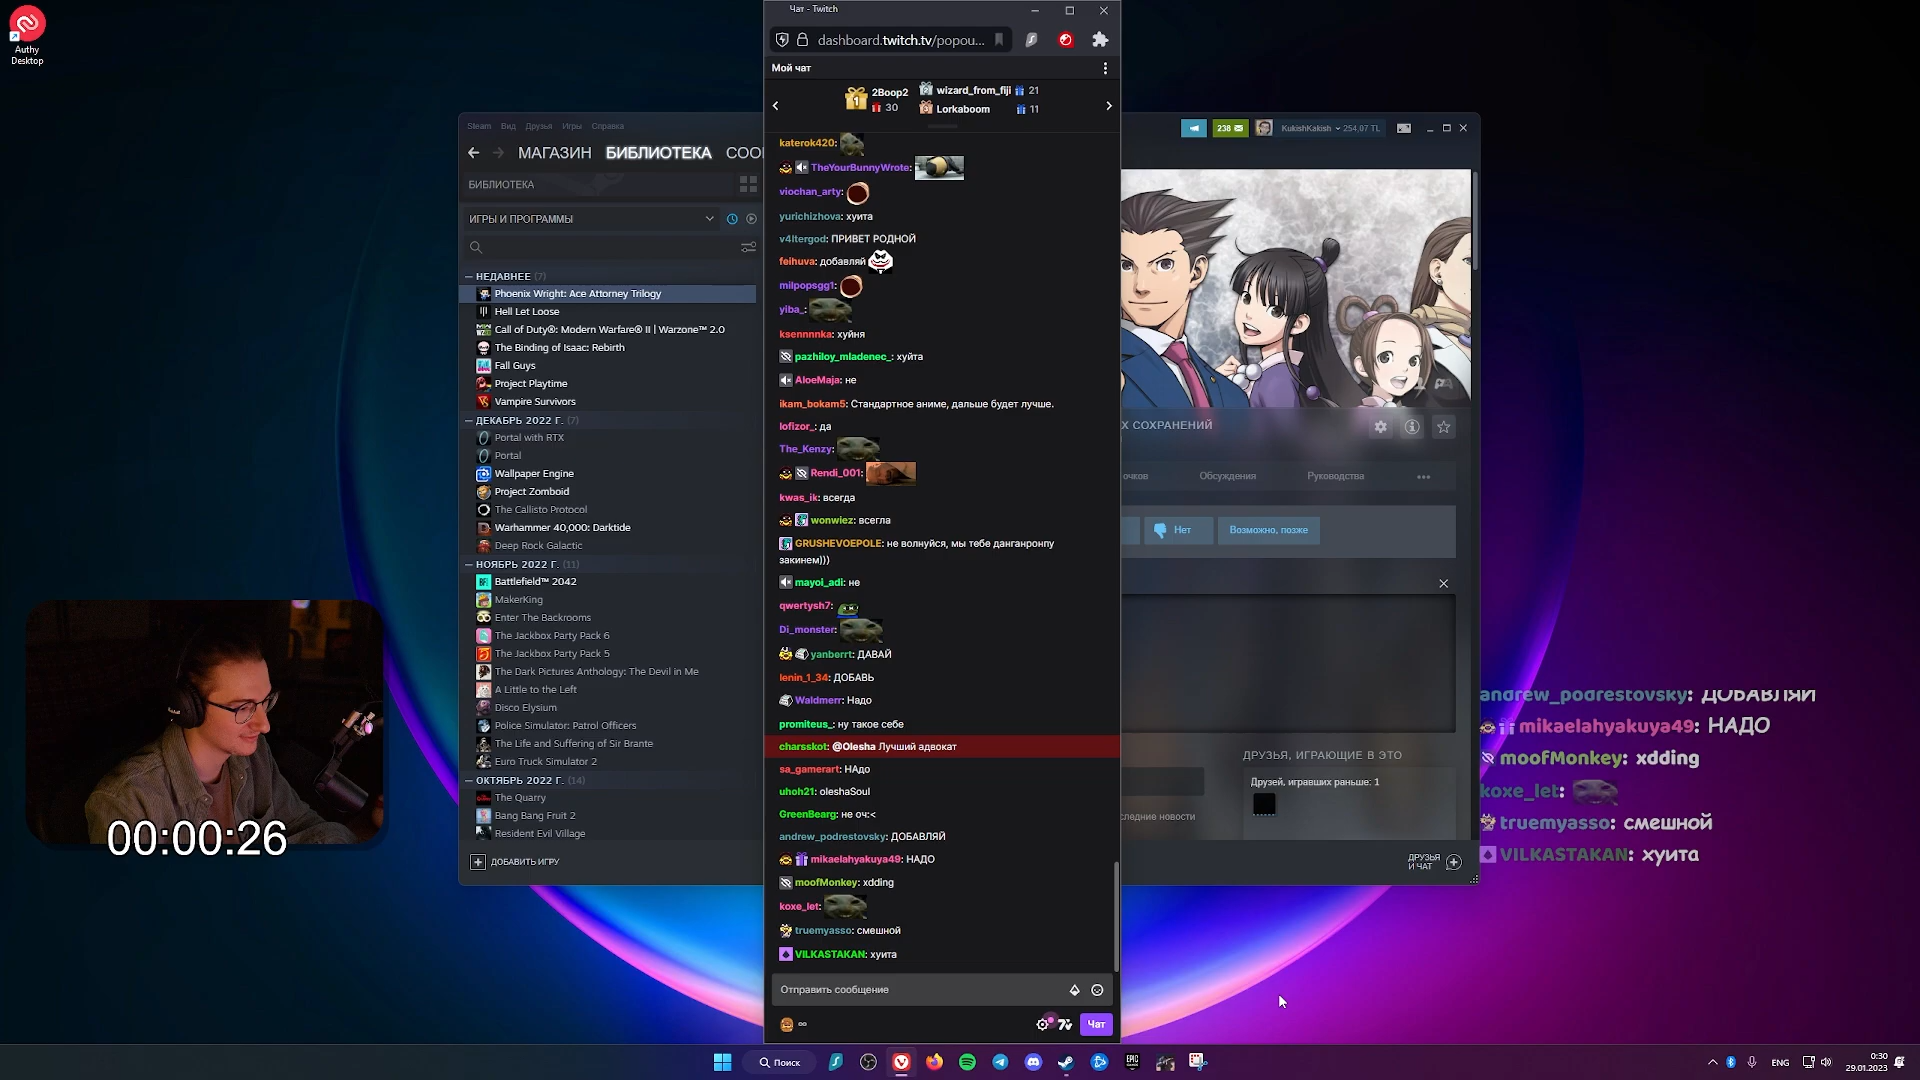 Authy
Desktop
Чат - Twitch
dashboard.twitch.tv/popou...
Мой чат
1
2Boop2
30
wizard_from_fiji
21
Lorkaboom
11
katerok420:
TheYourBunnyWrote:
viochan_arty:
yurichizhova: хуита
v4ltergod: ПРИВЕТ РОДНОЙ
feihuva: добавляй
milpopsgg1:
yiba_:
ksennnnka: хуйня
pazhiloy_mladenec_: хуйта
AloeMaja: не
ikam_bokam5: Стандартное аниме, дальше будет лучше.
lofizor_: да
The_Kenzy:
Rendi_001:
kwas_ik: всегда
wonwiez: всегла
GRUSHEVOEPOLE: не волнуйся, мы тебе данганронпу
закинем)))
mayoi_adi: не
qwertysh7:
Di_monster:
yanberrt: ДАВАЙ
lenin_1_34: ДОБАВЬ
Waldmerr: Надо
promiteus_: ну такое себе
charsskot: @Olesha Лучший адвокат
sa_gamerart: НАдо
uhoh21: oleshaSoul
GreenBearg: не оч:<
andrew_podrestovsky: ДОБАВЛЯЙ
mikaelahyakuya49: НАДО
moofMonkey: xdding
koxe_let:
truemyasso: смешной
VILKASTAKAN: хуита
Отправить сообщение
∞
Чат
Steam Вид Друзья Игры Справка
МАГАЗИН БИБЛИОТЕКА СОО
БИБЛИОТЕКА
ИГРЫ И ПРОГРАММЫ
НЕДАВНЕЕ (7)
Phoenix Wright: Ace Attorney Trilogy
Hell Let Loose
Call of Duty®: Modern Warfare® II | Warzone™ 2.0
The Binding of Isaac: Rebirth
Fall Guys
Project Playtime
Vampire Survivors
ДЕКАБРЬ 2022 Г. (7)
Portal with RTX
Portal
Wallpaper Engine
Project Zomboid
The Callisto Protocol
Warhammer 40,000: Darktide
Deep Rock Galactic
НОЯБРЬ 2022 Г. (11)
Battlefield™ 2042
MakerKing
Enter The Backrooms
The Jackbox Party Pack 6
The Jackbox Party Pack 5
The Dark Pictures Anthology: The Devil in Me
A Little to the Left
Disco Elysium
Police Simulator: Patrol Officers
The Life and Suffering of Sir Brante
Euro Truck Simulator 2
ОКТЯБРЬ 2022 Г. (14)
The Quarry
Bang Bang Fruit 2
Resident Evil Village
ДОБАВИТЬ ИГРУ
238
KukishKakish
254,07 TL
Х СОХРАНЕНИЙ
очков
Обсуждения
Руководства
Нет
Возможно, позже
ДРУЗЬЯ, ИГРАЮЩИЕ В ЭТО
Друзей, игравших раньше: 1
следние новости
ДРУЗЬЯ
И ЧАТ
00:00:26
andrew_podrestovsky: ДОБАВЛЯЙ
mikaelahyakuya49: НАДО
moofMonkey: xdding
koxe_let:
truemyasso: смешной
VILKASTAKAN: хуита
Поиск
EPIC
ENG
0:30
29.01.2023